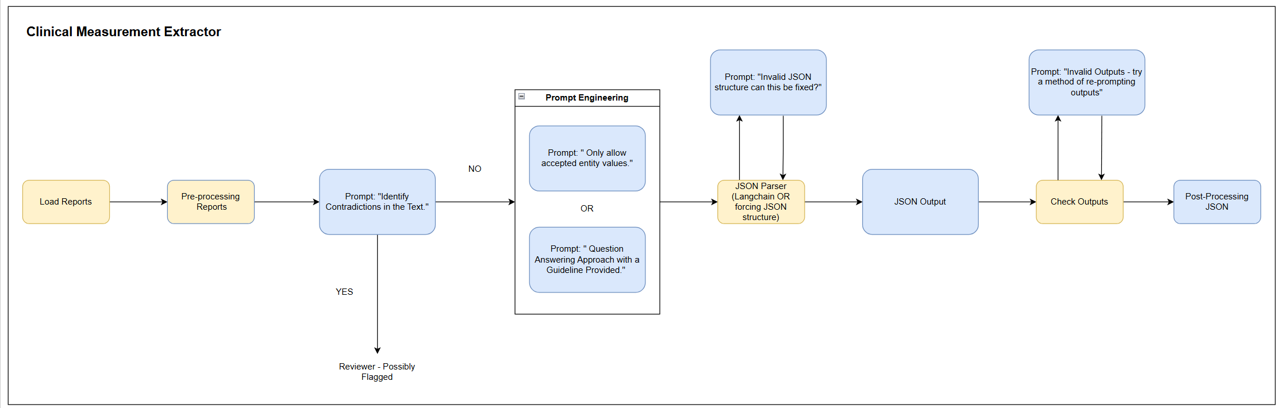 Clinical Measurement Extractor
Load Reports
Pre-processing
Reports
Prompt: "Identify
Contradictions in the Text."
YES
Reviewer - Possibly
Flagged
NO
Prompt Engineering
Prompt: " Only allow
accepted entity values."
OR
Prompt: " Question
Answering Approach with a
Guideline Provided."
Prompt: "Invalid JSON
structure can this be fixed?"
JSON Parser
(Langchain OR
forcing JSON
structure)
JSON Output
Prompt: "Invalid Outputs - try
a method of re-prompting
outputs"
Check Outputs
Post-Processing
JSON